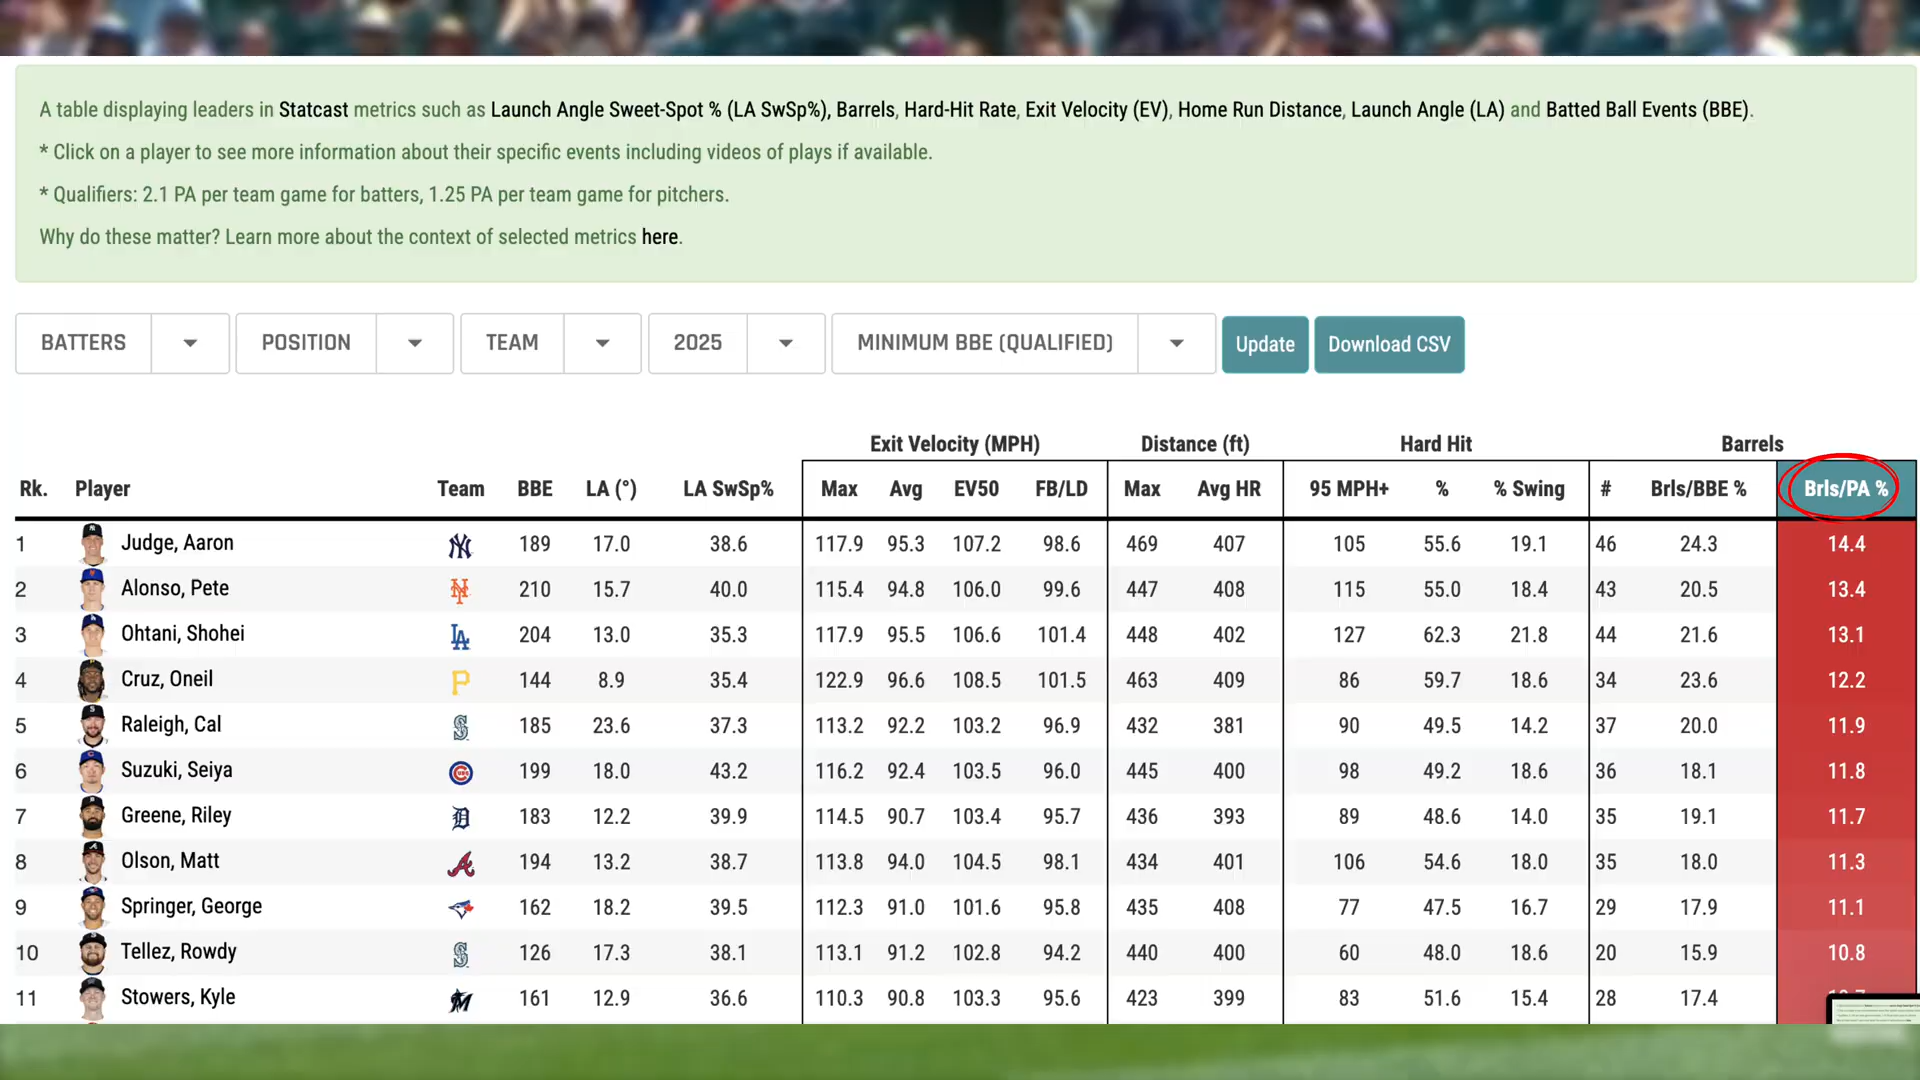 A table displaying leaders in Statcast metrics such as Launch Angle Sweet-Spot % (LA SwSp%), Barrels, Hard-Hit Rate, Exit Velocity (EV), Home Run Distance, Launch Angle (LA) and Batted Ball Events (BBE).
* Click on a player to see more information about their specific events including videos of plays if available.
* Qualifiers: 2.1 PA per team game for batters, 1.25 PA per team game for pitchers.
Why do these matter? Learn more about the context of selected metrics here.
BATTERS POSITION TEAM 2025 MINIMUM BBE (QUALIFIED) Update Download CSV
Exit Velocity (MPH) Distance (ft) Hard Hit Barrels
Rk. Player Team BBE LA (°) LA SwSp% Max Avg EV50 FB/LD Max Avg HR 95 MPH+ % % Swing # Brls/BBE % Brls/PA %
1 Judge, Aaron 189 17.0 38.6 117.9 95.3 107.2 98.6 469 407 105 55.6 19.1 46 24.3 14.4
2 Alonso, Pete 210 15.7 40.0 115.4 94.8 106.0 99.6 447 408 115 55.0 18.4 43 20.5 13.4
3 Ohtani, Shohei 204 13.0 35.3 117.9 95.5 106.6 101.4 448 402 127 62.3 21.8 44 21.6 13.1
4 Cruz, Oneil 144 8.9 35.4 122.9 96.6 108.5 101.5 463 409 86 59.7 18.6 34 23.6 12.2
5 Raleigh, Cal 185 23.6 37.3 113.2 92.2 103.2 96.9 432 381 90 49.5 14.2 37 20.0 11.9
6 Suzuki, Seiya 199 18.0 43.2 116.2 92.4 103.5 96.0 445 400 98 49.2 18.6 36 18.1 11.8
7 Greene, Riley 183 12.2 39.9 114.5 90.7 103.4 95.7 436 393 89 48.6 14.0 35 19.1 11.7
8 Olson, Matt 194 13.2 38.7 113.8 94.0 104.5 98.1 434 401 106 54.6 18.0 35 18.0 11.3
9 Springer, George 162 18.2 39.5 112.3 91.0 101.6 95.8 435 408 77 47.5 16.7 29 17.9 11.1
10 Tellez, Rowdy 126 17.3 38.1 113.1 91.2 102.8 94.2 440 400 60 48.0 18.6 20 15.9 10.8
11 Stowers, Kyle 161 12.9 36.6 110.3 90.8 103.3 95.6 423 399 83 51.6 15.4 28 17.4